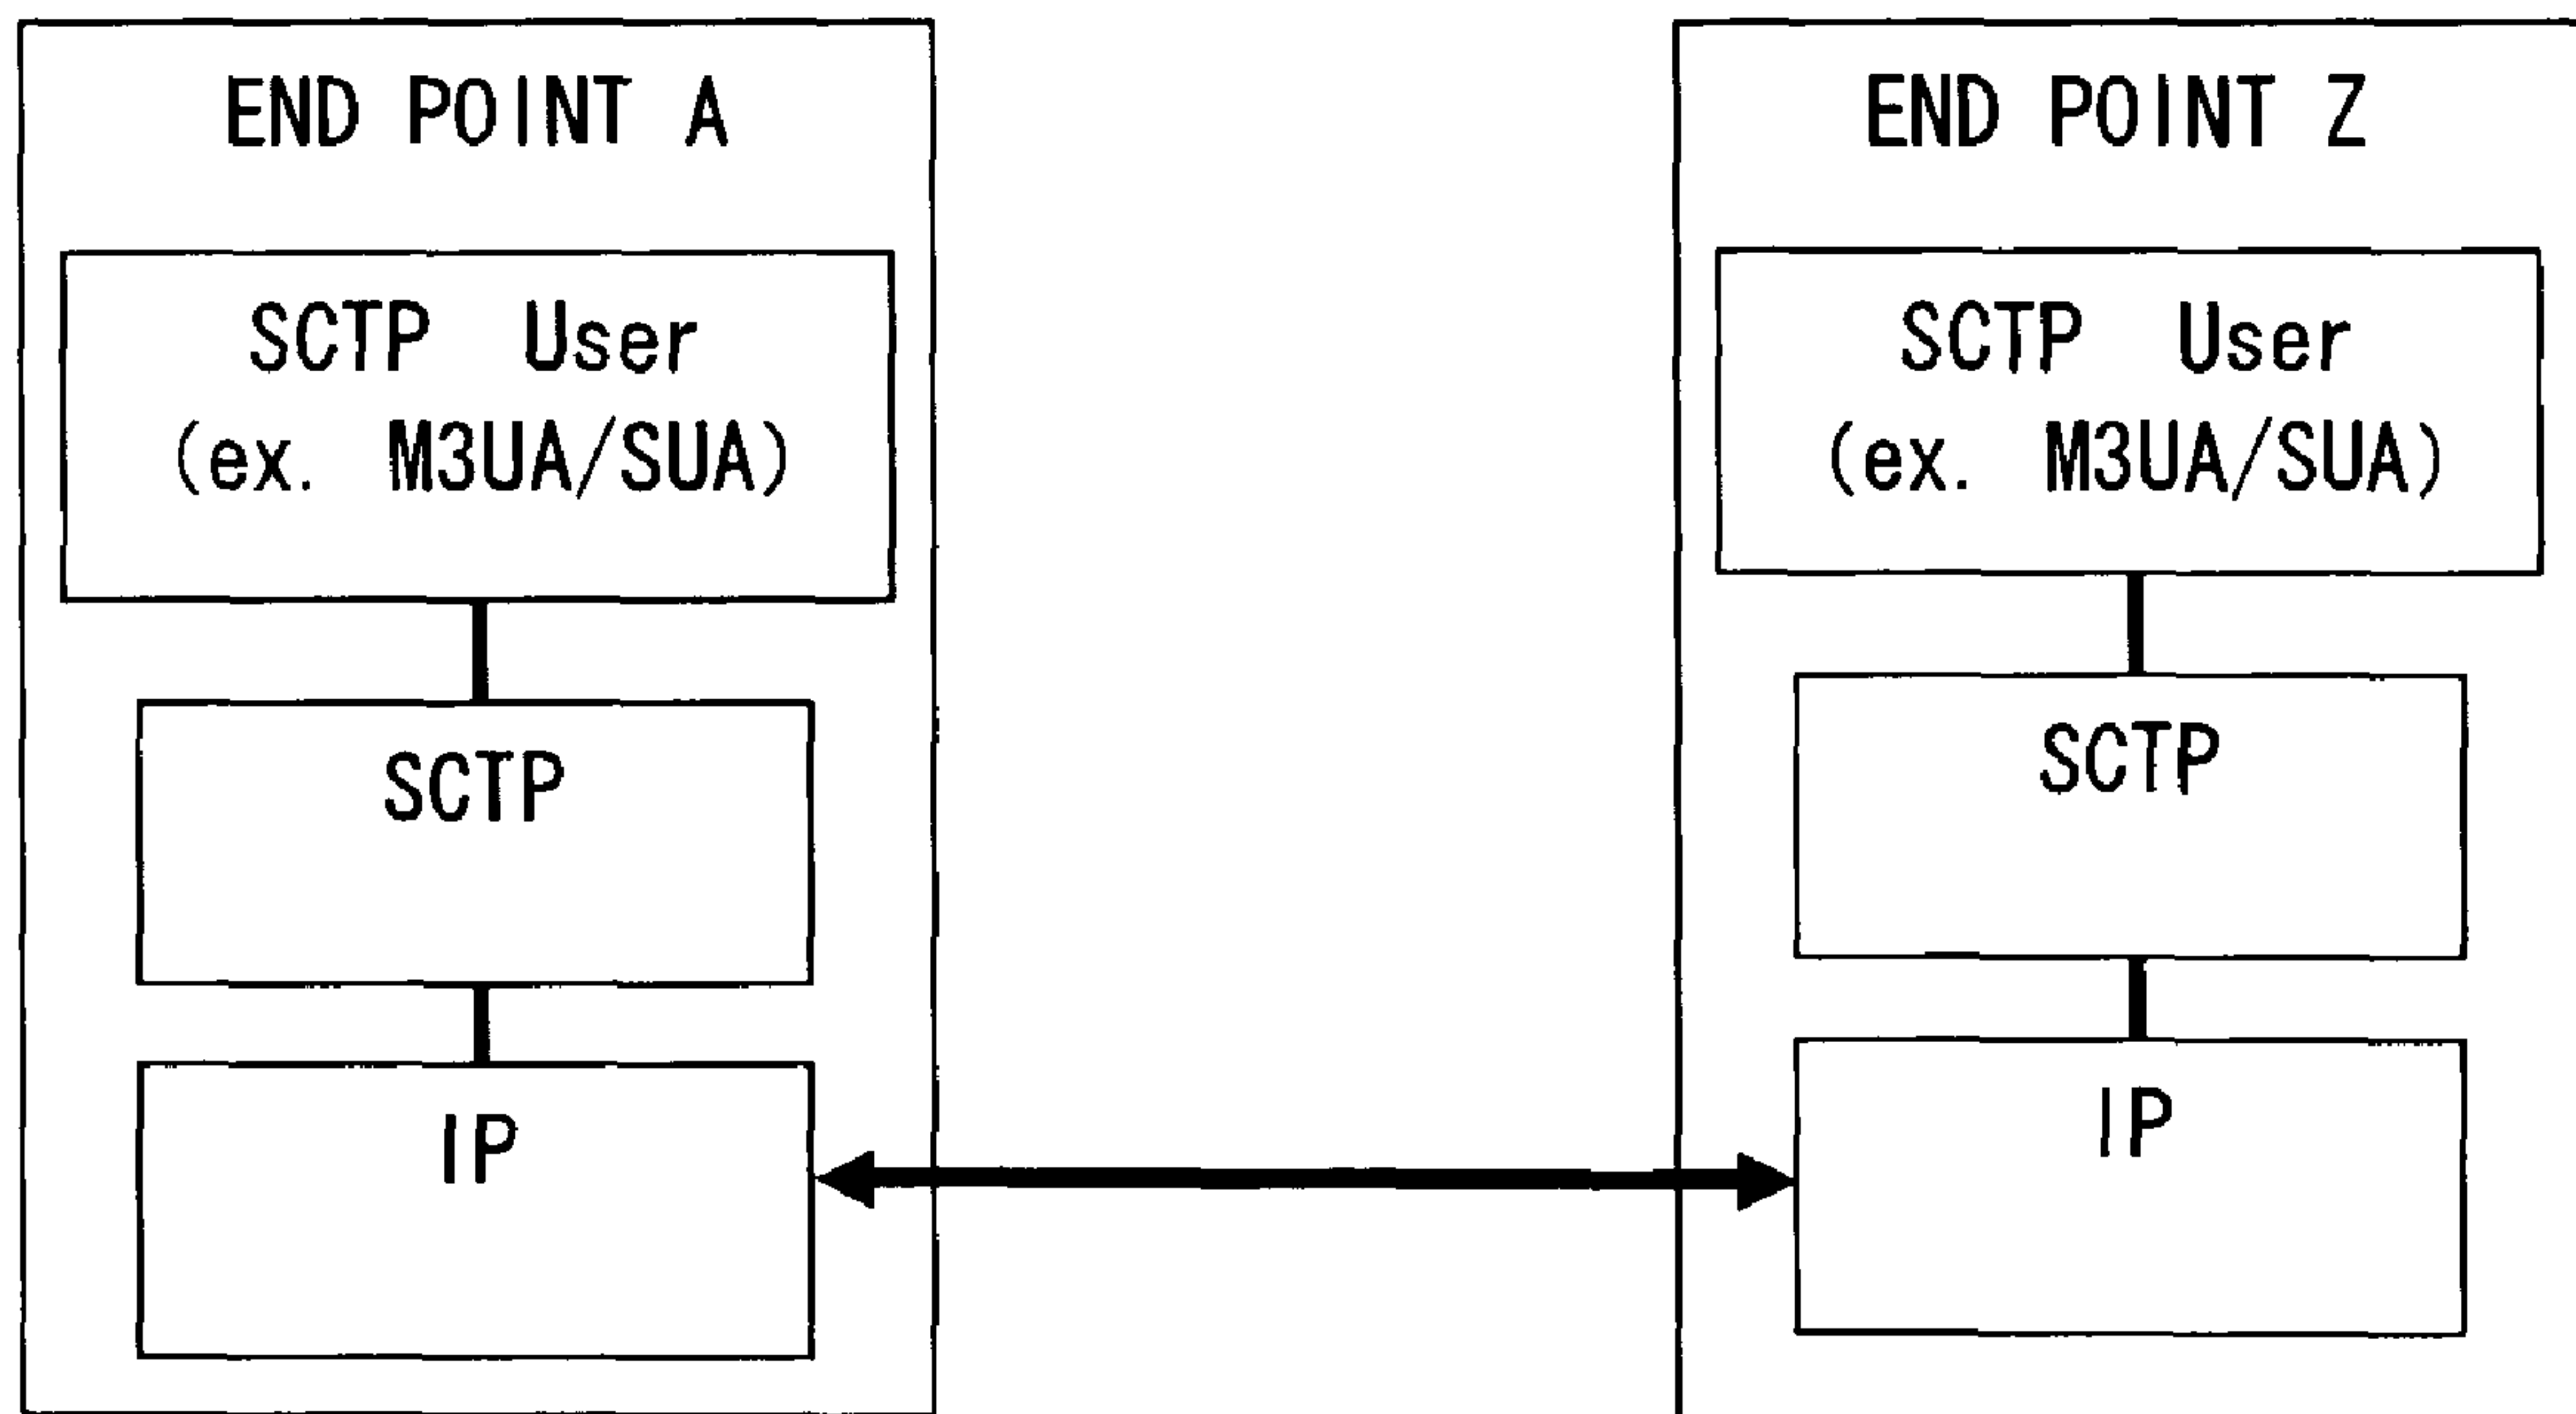 END POINT A
SCTP User
(ex. M3UA/SUA)
SCTP
IP
END POINT Z
SCTP User
(ex. M3UA/SUA)
SCTP
IP